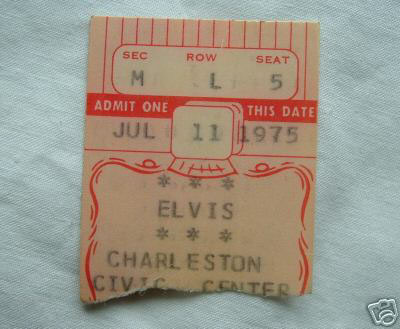 SEC ROW SEAT
M L 5
ADMIT ONE THIS DATE
JUL 11 1975
* * *
ELVIS
* * *
CHARLESTON
CIVIC CENTER